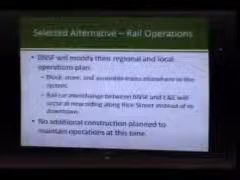 Selected Alternative – Rail Operations
• BNSF will modify their regional and local
operations plan.
• Block, store, and assemble trains elsewhere in the
system.
• Rail car interchange between BNSF and will
occur at new siding along Rice Street instead of in
downtown.
• No additional construction planned to
maintain operations at this time.